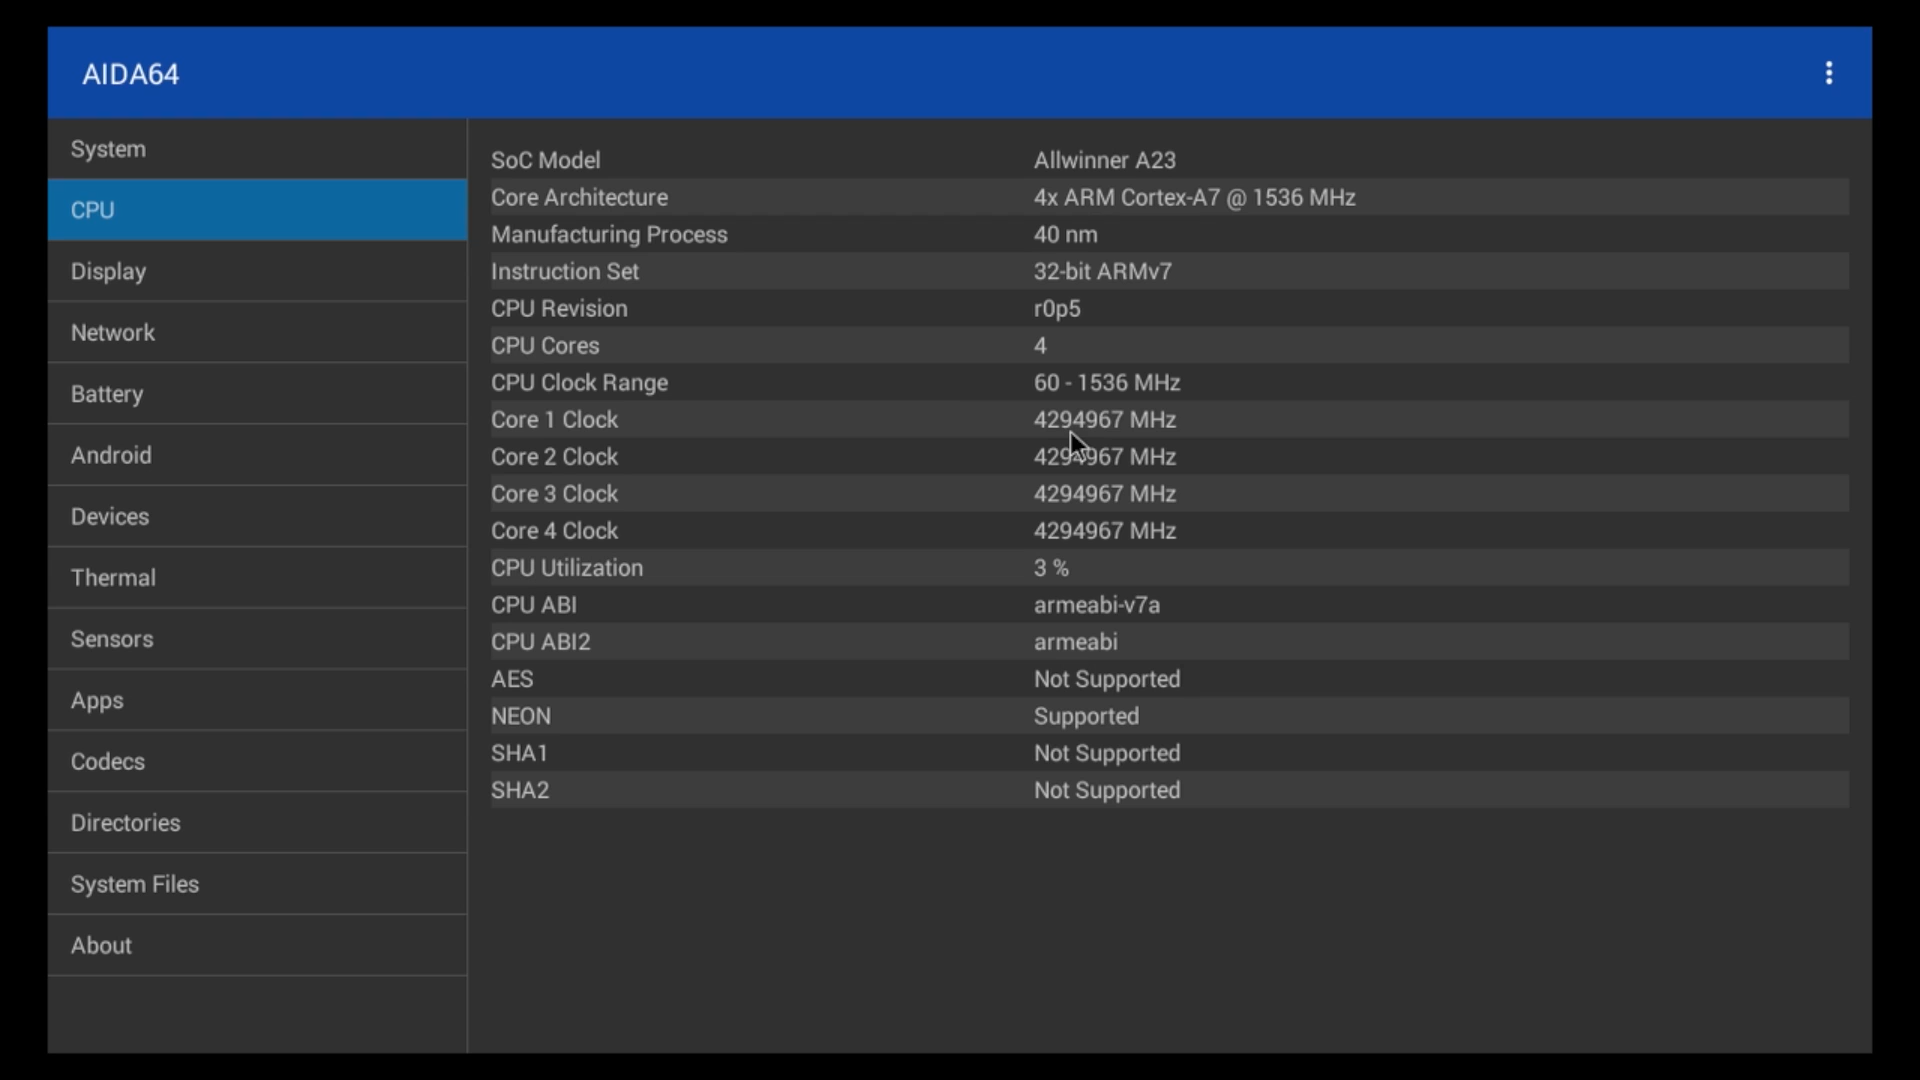 AIDA64
System
CPU
Display
Network
Battery
Android
Devices
Thermal
Sensors
Apps
Codecs
Directories
System Files
About
SoC Model Allwinner A23
Core Architecture 4x ARM Cortex-A7 @ 1536 MHz
Manufacturing Process 40 nm
Instruction Set 32-bit ARMv7
CPU Revision r0p5
CPU Cores 4
CPU Clock Range 60 - 1536 MHz
Core 1 Clock 4294967 MHz
Core 2 Clock 4294967 MHz
Core 3 Clock 4294967 MHz
Core 4 Clock 4294967 MHz
CPU Utilization 3 %
CPU ABI armeabi-v7a
CPU ABI2 armeabi
AES Not Supported
NEON Supported
SHA1 Not Supported
SHA2 Not Supported